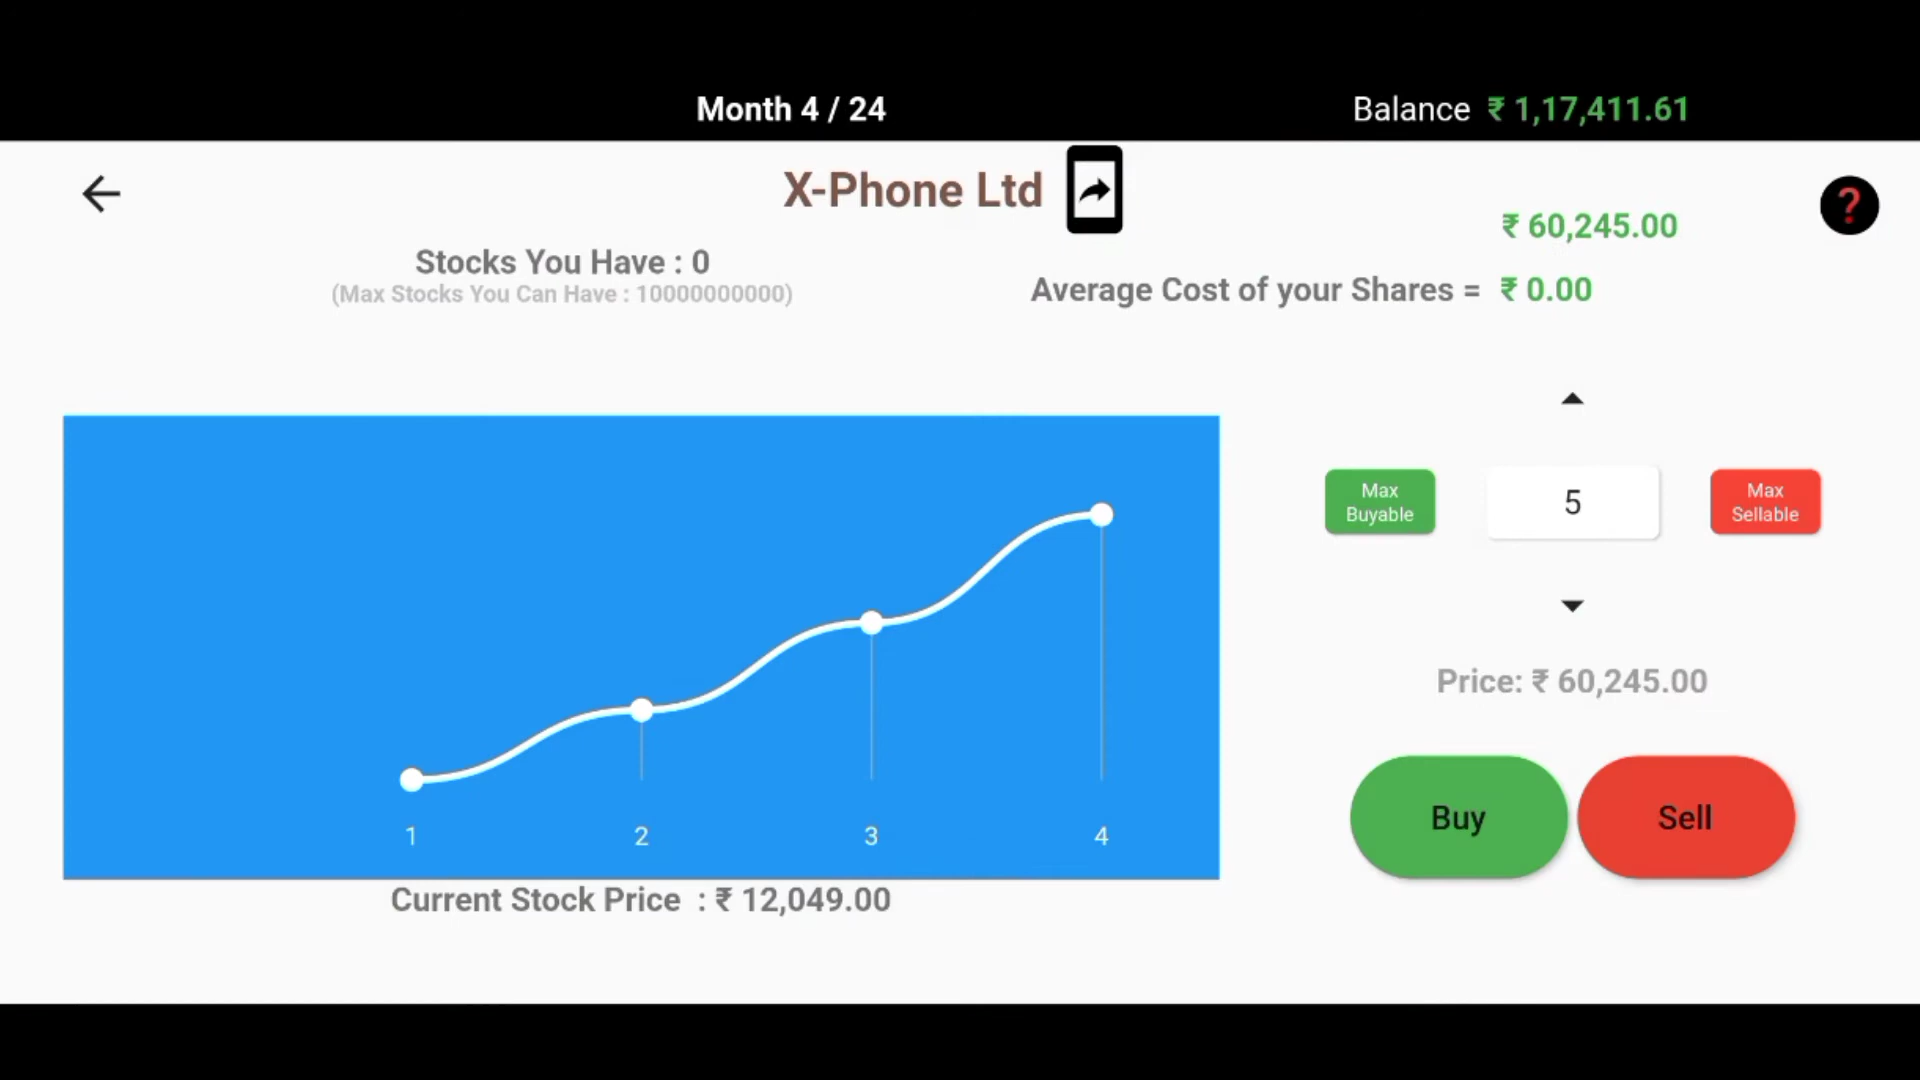 Month 4 / 24
Balance ₹ 1,17,411.61
X-Phone Ltd
?
₹ 60,245.00
Stocks You Have : 0
(Max Stocks You Can Have : 10000000000)
Average Cost of your Shares = ₹ 0.00
Max Buyable
5
Max Sellable
Price: ₹ 60,245.00
Buy
Sell
1 2 3 4
Current Stock Price : ₹ 12,049.00